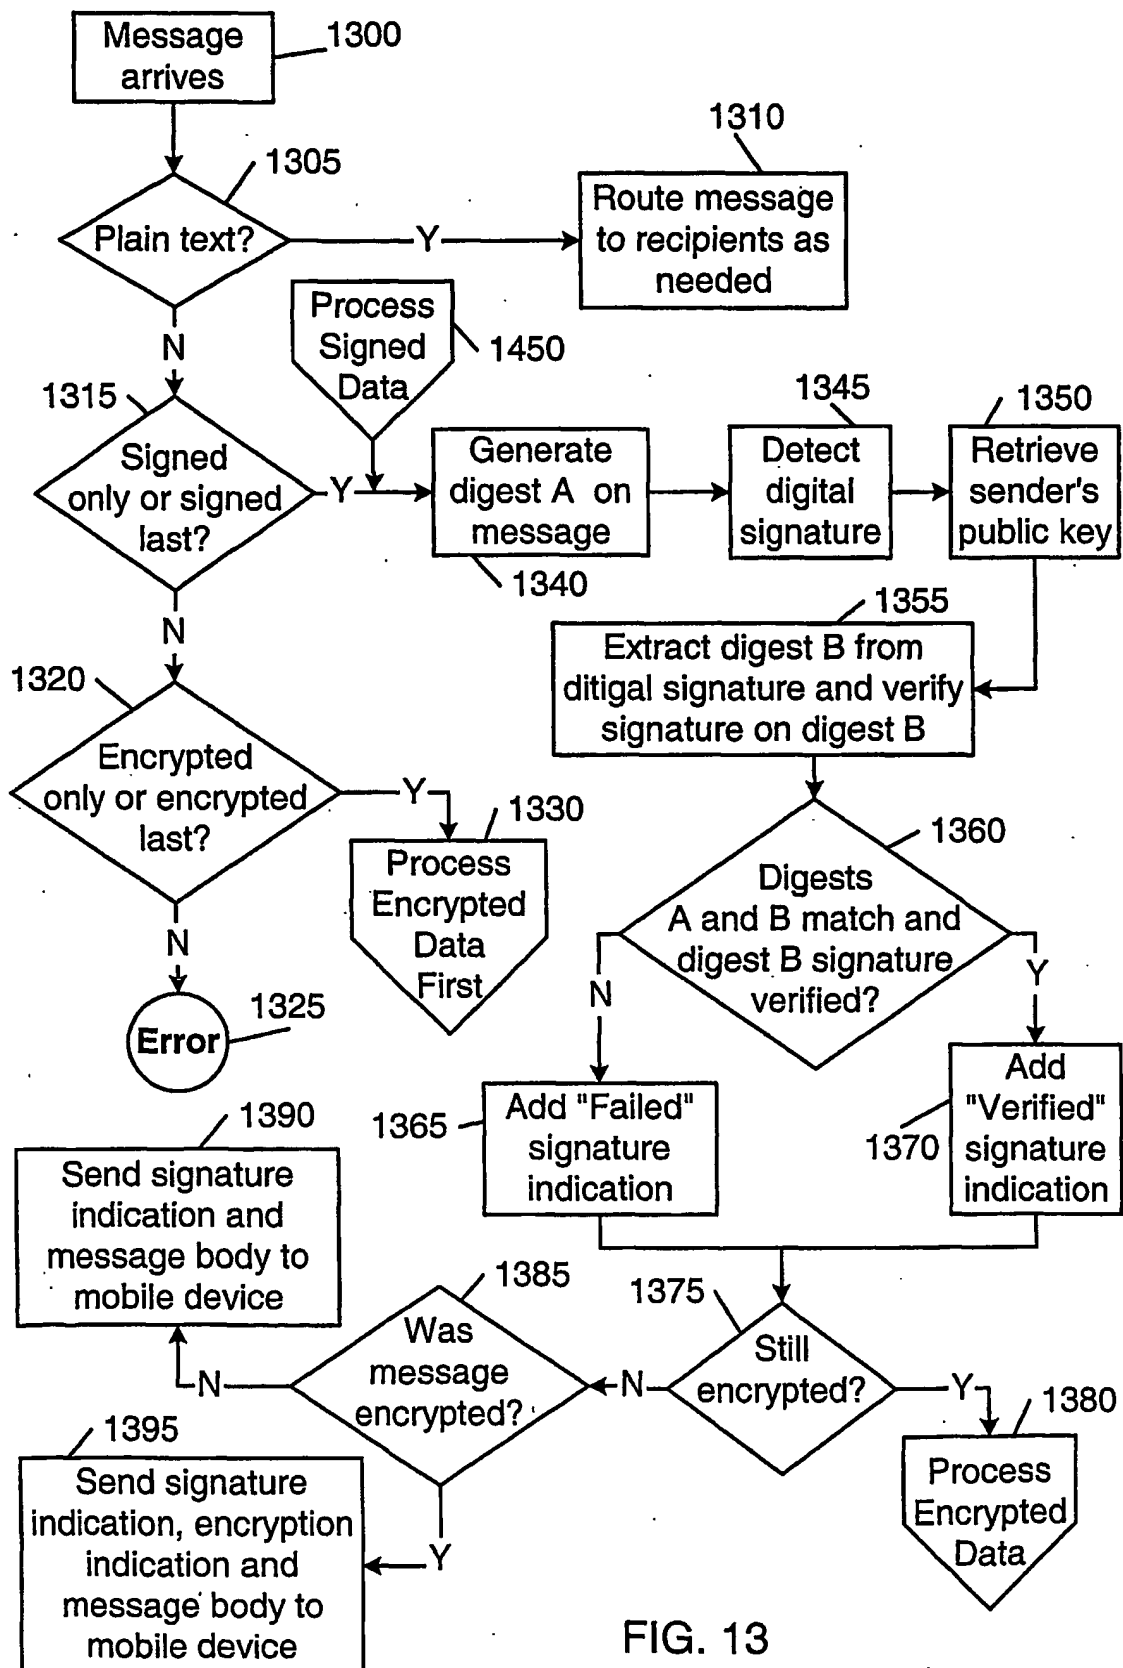 Message
arrives
1300
1305
Plain text?
Y
1310
Route message
to recipients as
needed
N
Process
Signed
Data
1450
1315
Signed
only or signed
last?
Y
Generate
digest A on
message
1340
1345
Detect
digital
signature
1350
Retrieve
sender's
public key
N
1355
Extract digest B from
ditigal signature and verify
signature on digest B
1320
Encrypted
only or encrypted
last?
Y
1330
Process
Encrypted
Data
First
1360
Digests
A and B match and
digest B signature
verified?
N
Y
N
Error
1325
1365
Add "Failed"
signature
indication
1370
Add
"Verified"
signature
indication
1390
Send signature
indication and
message body to
mobile device
1385
Was
message
encrypted?
1375
Still
encrypted?
N
N
Y
1380
Process
Encrypted
Data
1395
Send signature
indication, encryption
indication and
message body to
mobile device
Y
FIG. 13